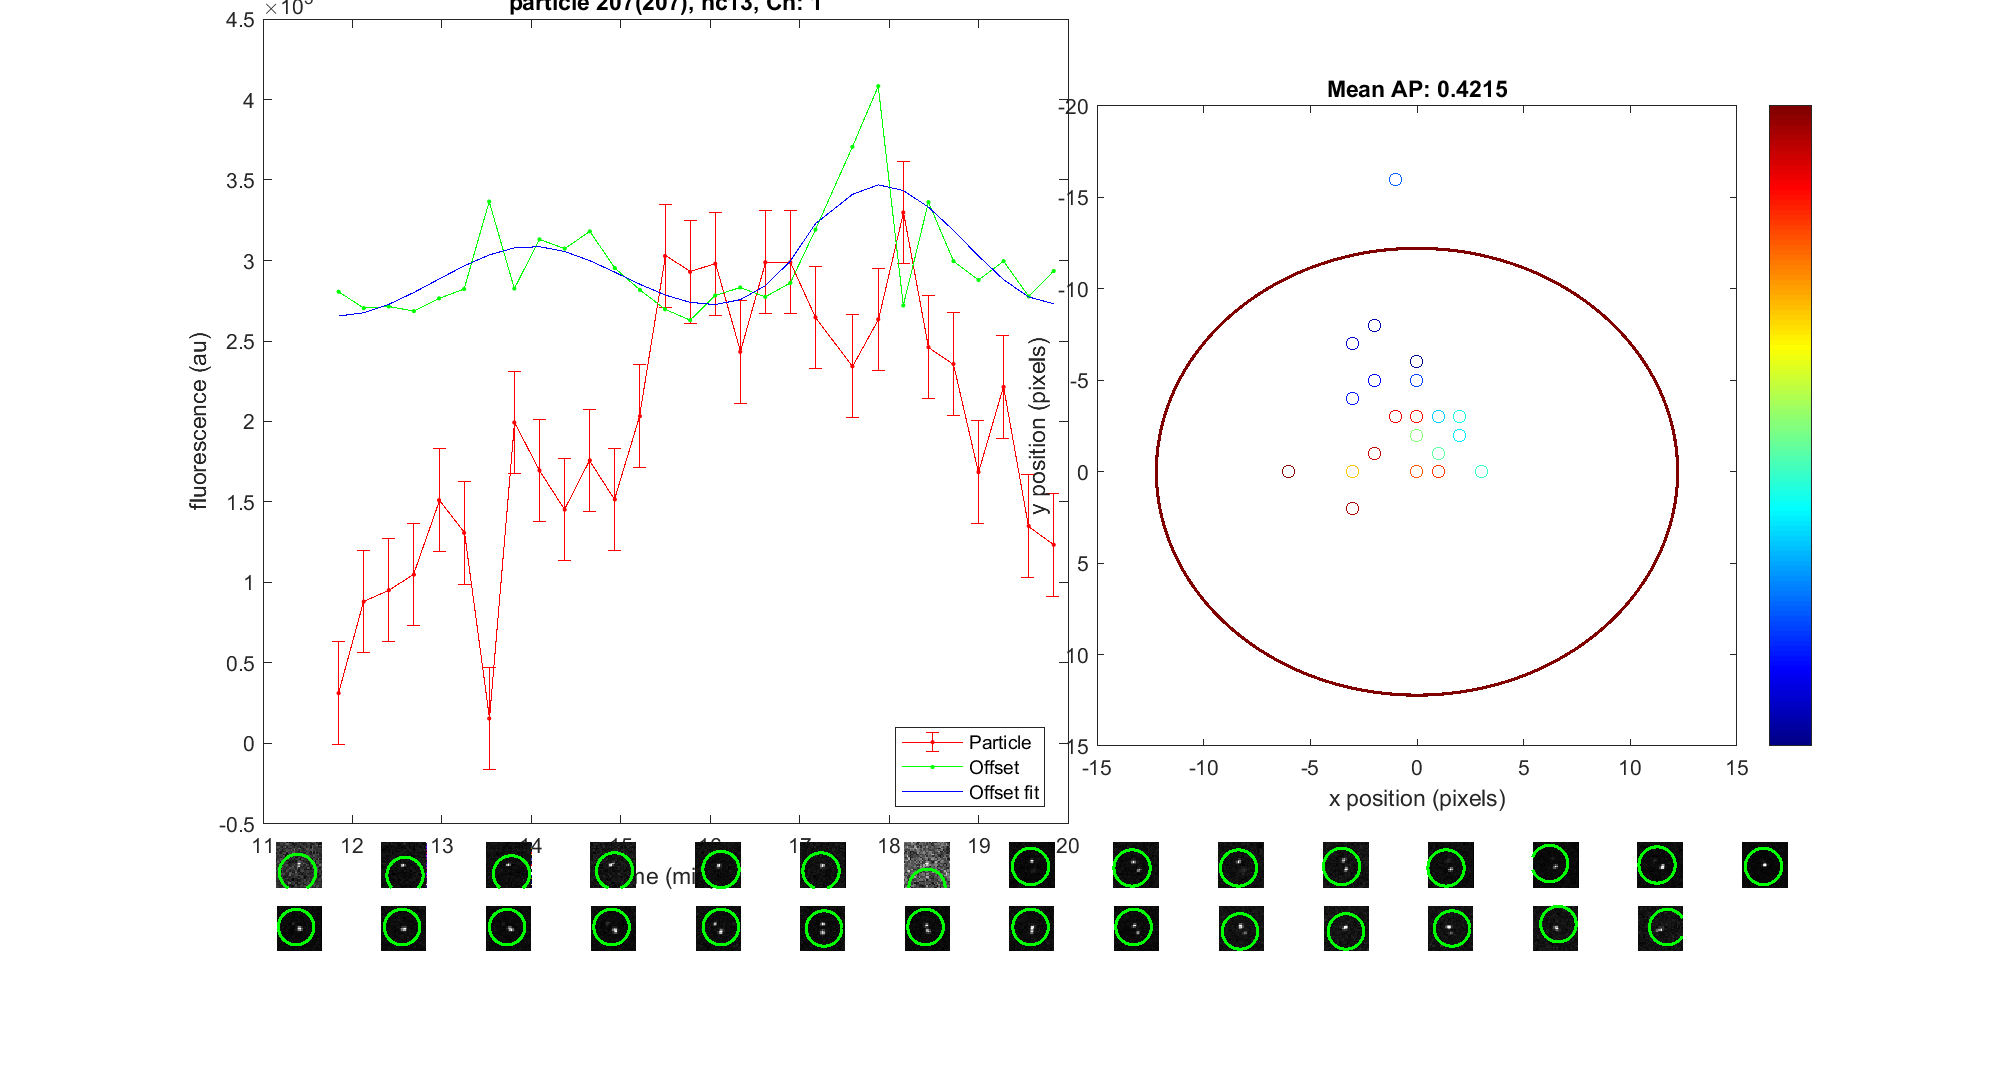 particle 207(207), nc13, Ch: 1
4.5
4
3.5
3
2.5
2
1.5
1
0.5
0
-0.5
fluorescence (au)
11 12 13 14 15 16 17 18 19 20
Particle
Offset
Offset fit
Mean AP: 0.4215
-20
-15
-10
-5
0
5
10
15
y position (pixels)
-15 -10 -5 0 5 10 15
x position (pixels)